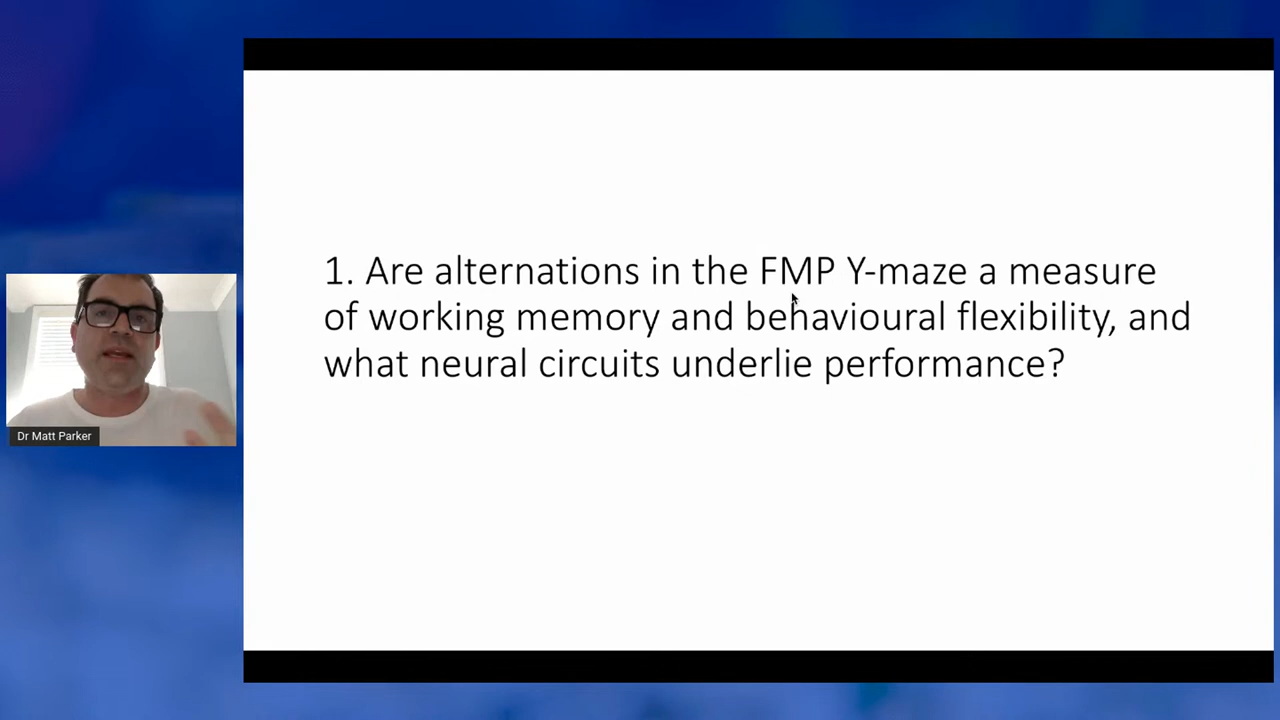 1. Are alternations in the FMP Y-maze a measure
of working memory and behavioural flexibility, and
what neural circuits underlie performance?
Dr Matt Parker